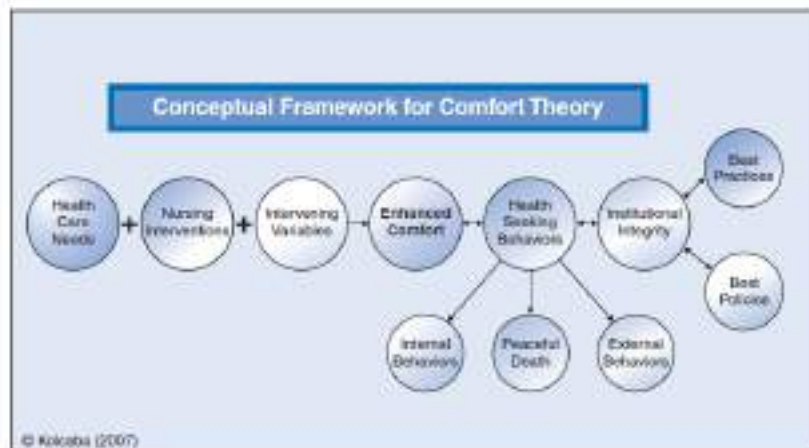 Conceptual Framework for Comfort Theory
Health
Care
Needs
+
Nursing
Interventions
+
Intervening
Variables
Enhanced
Comfort
Health
Seeking
Behaviors
Institutional
Integrity
Best
Practices
Best
Policies
Internal
Behaviors
Peaceful
Death
External
Behaviors
© Kolcaba (2007)